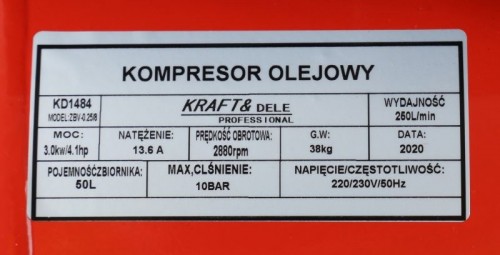 KOMPRESOR OLEJOWY
KD1484
MODEL-ZBV-0.25/8
KRAFT& DELE
PROFESSIONAL
WYDAJNOŚĆ
250L/min
MOC:
3.0kw/4.1hp
NATĘŻENIE:
13.6 A
PRĘDKOŚĆ OBROTOWA:
2880rpm
G.W:
38kg
DATA:
2020
POJEMNOŚĆZBIORNIKA:
50L
MAX,CLŚNIENIE:
10BAR
NAPIĘCIE/CZĘSTOTLIWOŚĆ:
220/230V/50Hz